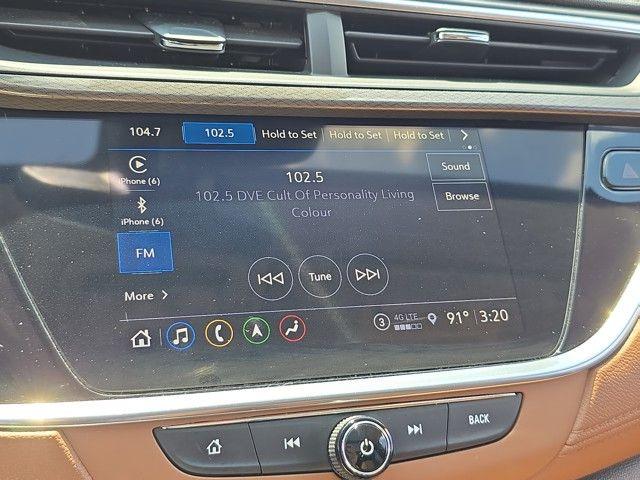 104.7 102.5 Hold to Set Hold to Set Hold to Set
iPhone (6)
102.5
Sound
102.5 DVE Cult Of Personality Living
Colour
Browse
iPhone (6)
FM
Tune
More
3 4G LTE 91° 3:20
BACK